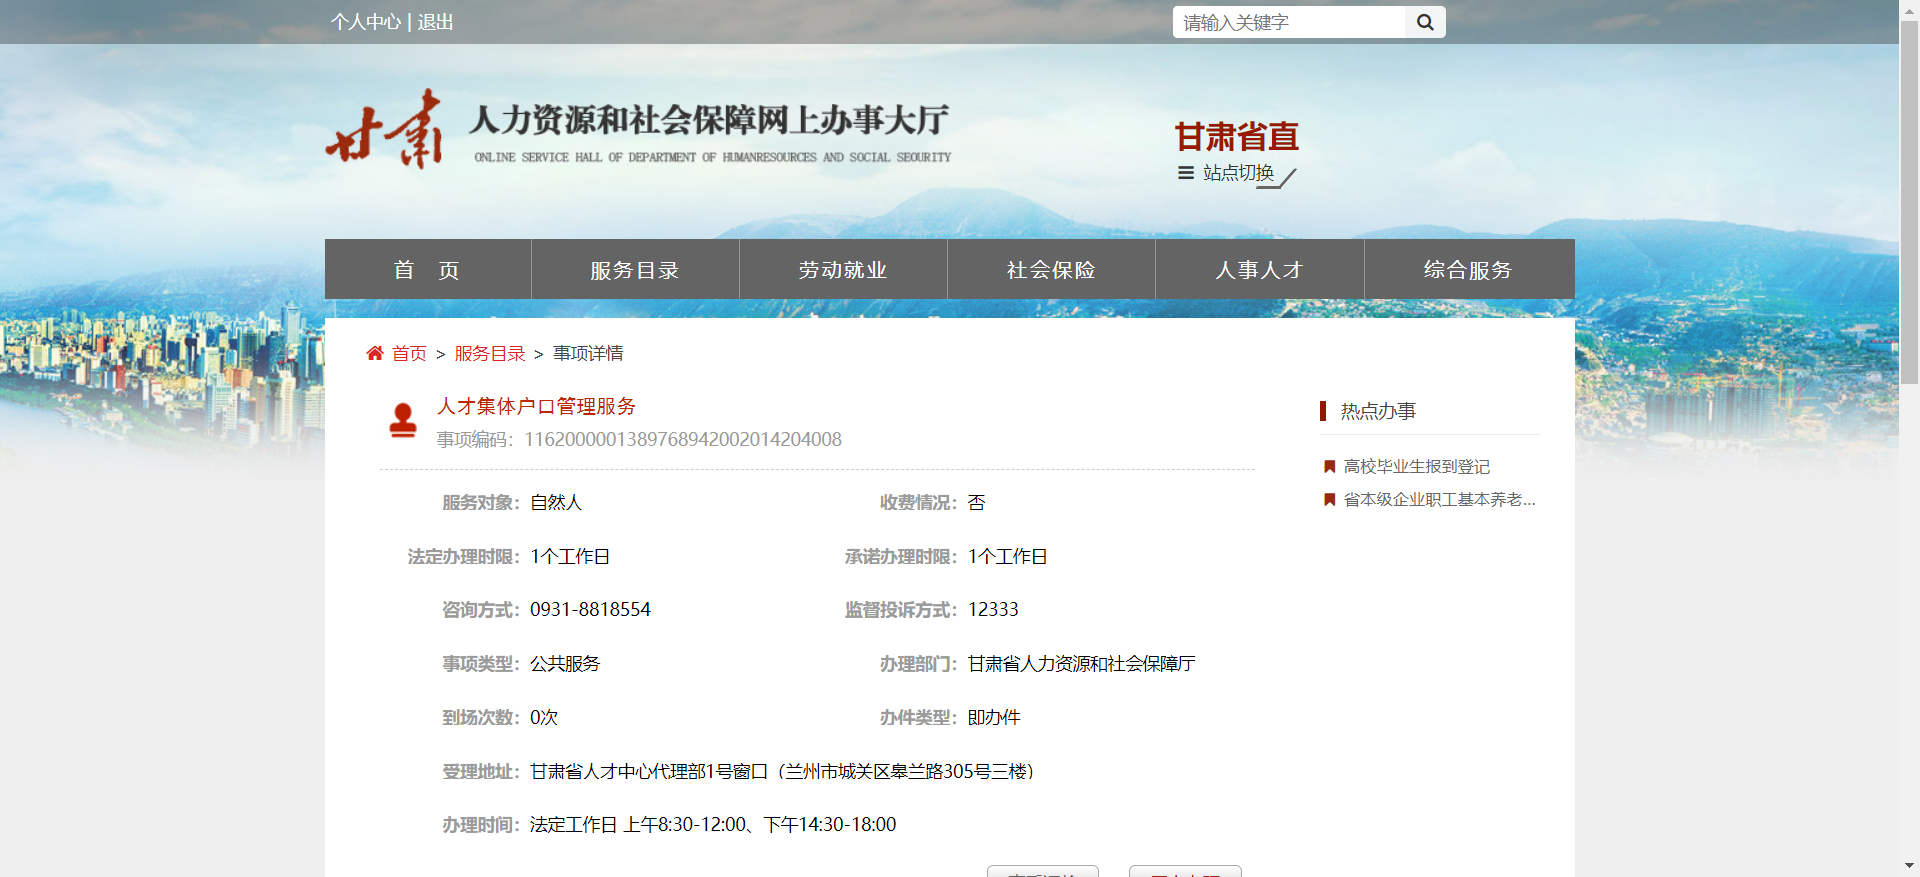 个人中心 | 退出
请输入关键字
甘肃 人力资源和社会保障网上办事大厅
ONLINE SERVICE HALL OF DEPARTMENT OF HUMANRESOURCES AND SOCIAL SEOURITY
甘肃省直
站点切换
首 页 服务目录 劳动就业 社会保险 人事人才 综合服务
首页 > 服务目录 > 事项详情
人才集体户口管理服务
事项编码：11620000013897689420020142040​08
热点办事
高校毕业生报到登记
省本级企业职工基本养老...
服务对象： 自然人 收费情况： 否
法定办理时限： 1个工作日 承诺办理时限： 1个工作日
咨询方式： 0931-8818554 监督投诉方式： 12333
事项类型： 公共服务 办理部门： 甘肃省人力资源和社会保障厅
到场次数： 0次 办件类型： 即办件
受理地址： 甘肃省人才中心代理部1号窗口（兰州市城关区皋兰路305号三楼）
办理时间： 法定工作日 上午8:30-12:00、下午14:30-18:00